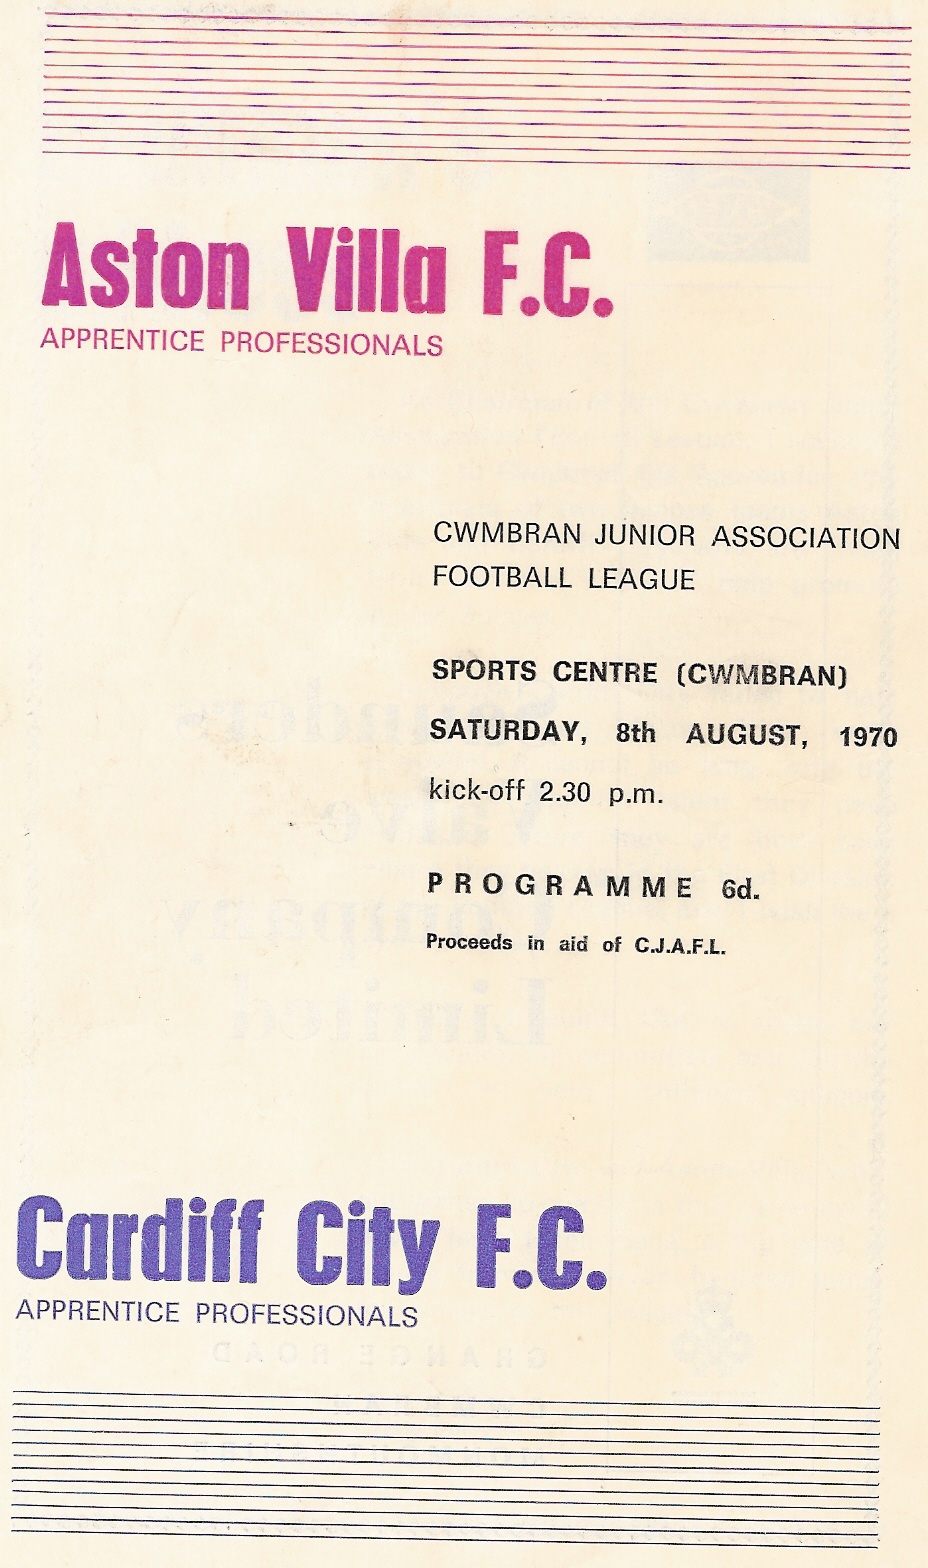 Aston Villa F.C.
APPRENTICE PROFESSIONALS
CWMBRAN JUNIOR ASSOCIATION
FOOTBALL LEAGUE
SPORTS CENTRE (CWMBRAN)
SATURDAY, 8th AUGUST, 1970
kick-off 2.30 p.m.
PROGRAMME 6d.
Proceeds in aid of C.J.A.F.L.
Cardiff City F.C.
APPRENTICE PROFESSIONALS